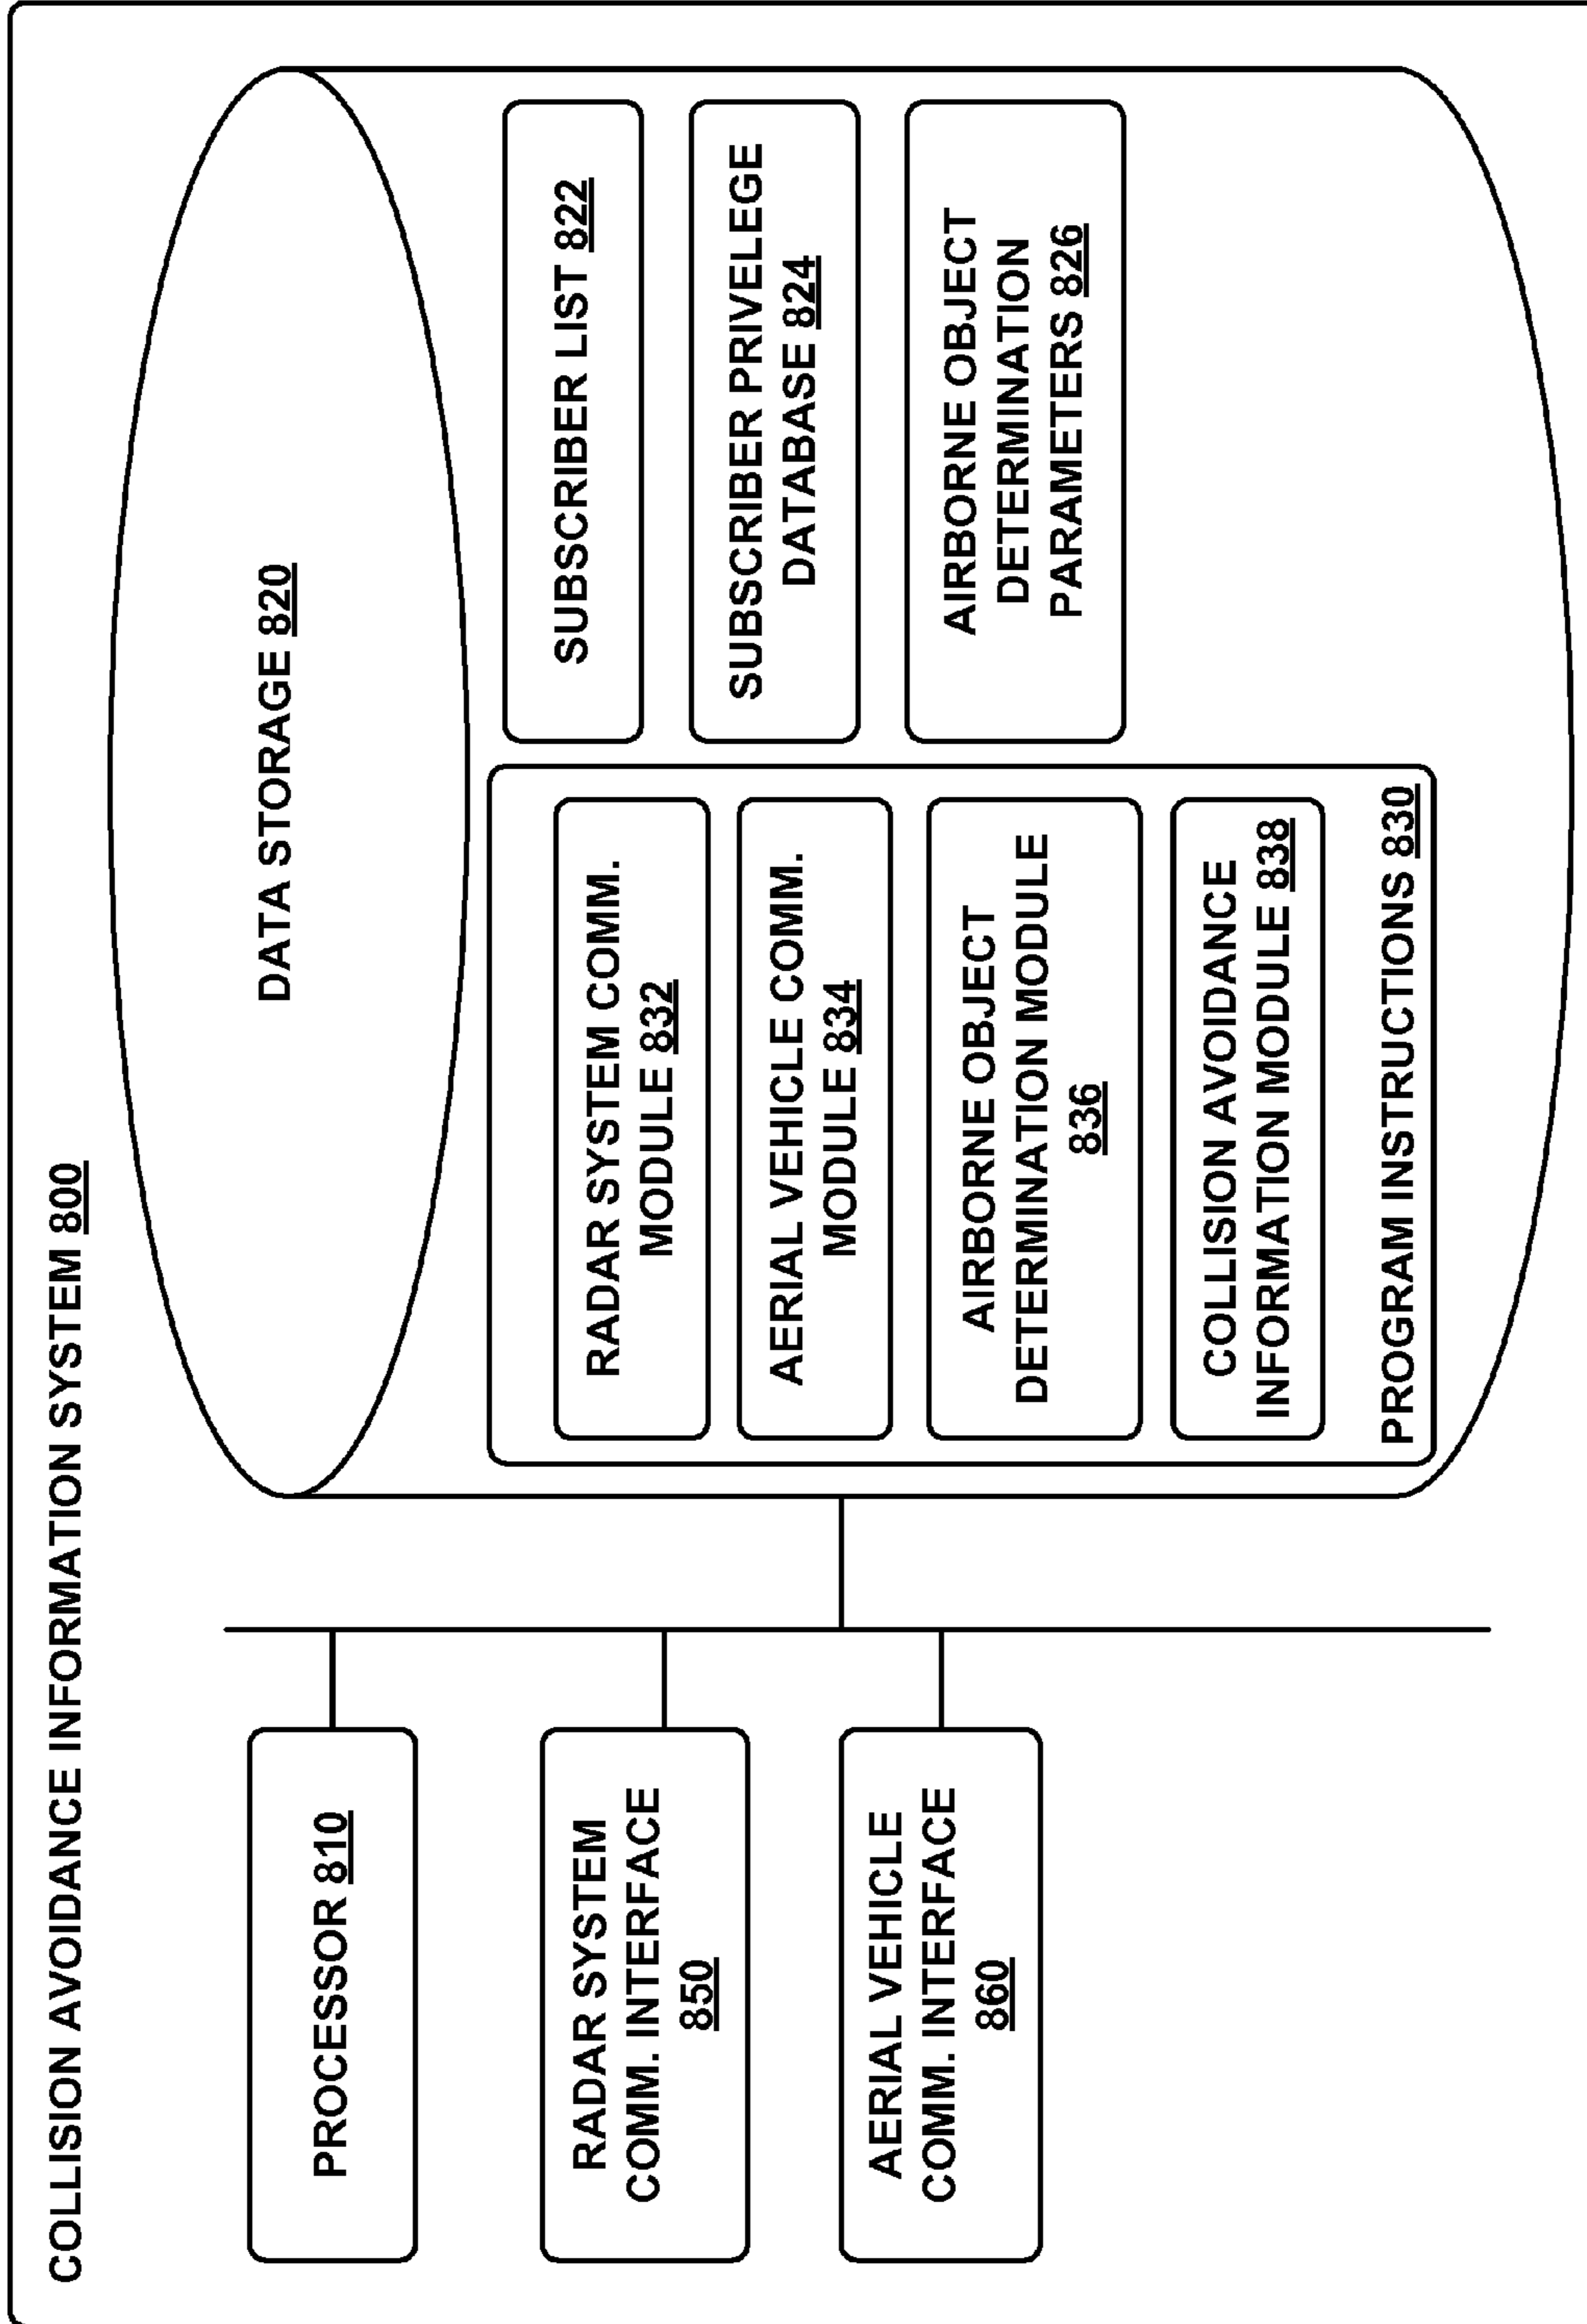 COLLISION AVOIDANCE INFORMATION SYSTEM 800
PROCESSOR 810
RADAR SYSTEM
COMM. INTERFACE
850
AERIAL VEHICLE
COMM. INTERFACE
860
DATA STORAGE 820
RADAR SYSTEM COMM.
MODULE 832
AERIAL VEHICLE COMM.
MODULE 834
AIRBORNE OBJECT
DETERMINATION MODULE
836
COLLISION AVOIDANCE
INFORMATION MODULE 838
PROGRAM INSTRUCTIONS 830
SUBSCRIBER LIST 822
SUBSCRIBER PRIVELEGE
DATABASE 824
AIRBORNE OBJECT
DETERMINATION
PARAMETERS 826